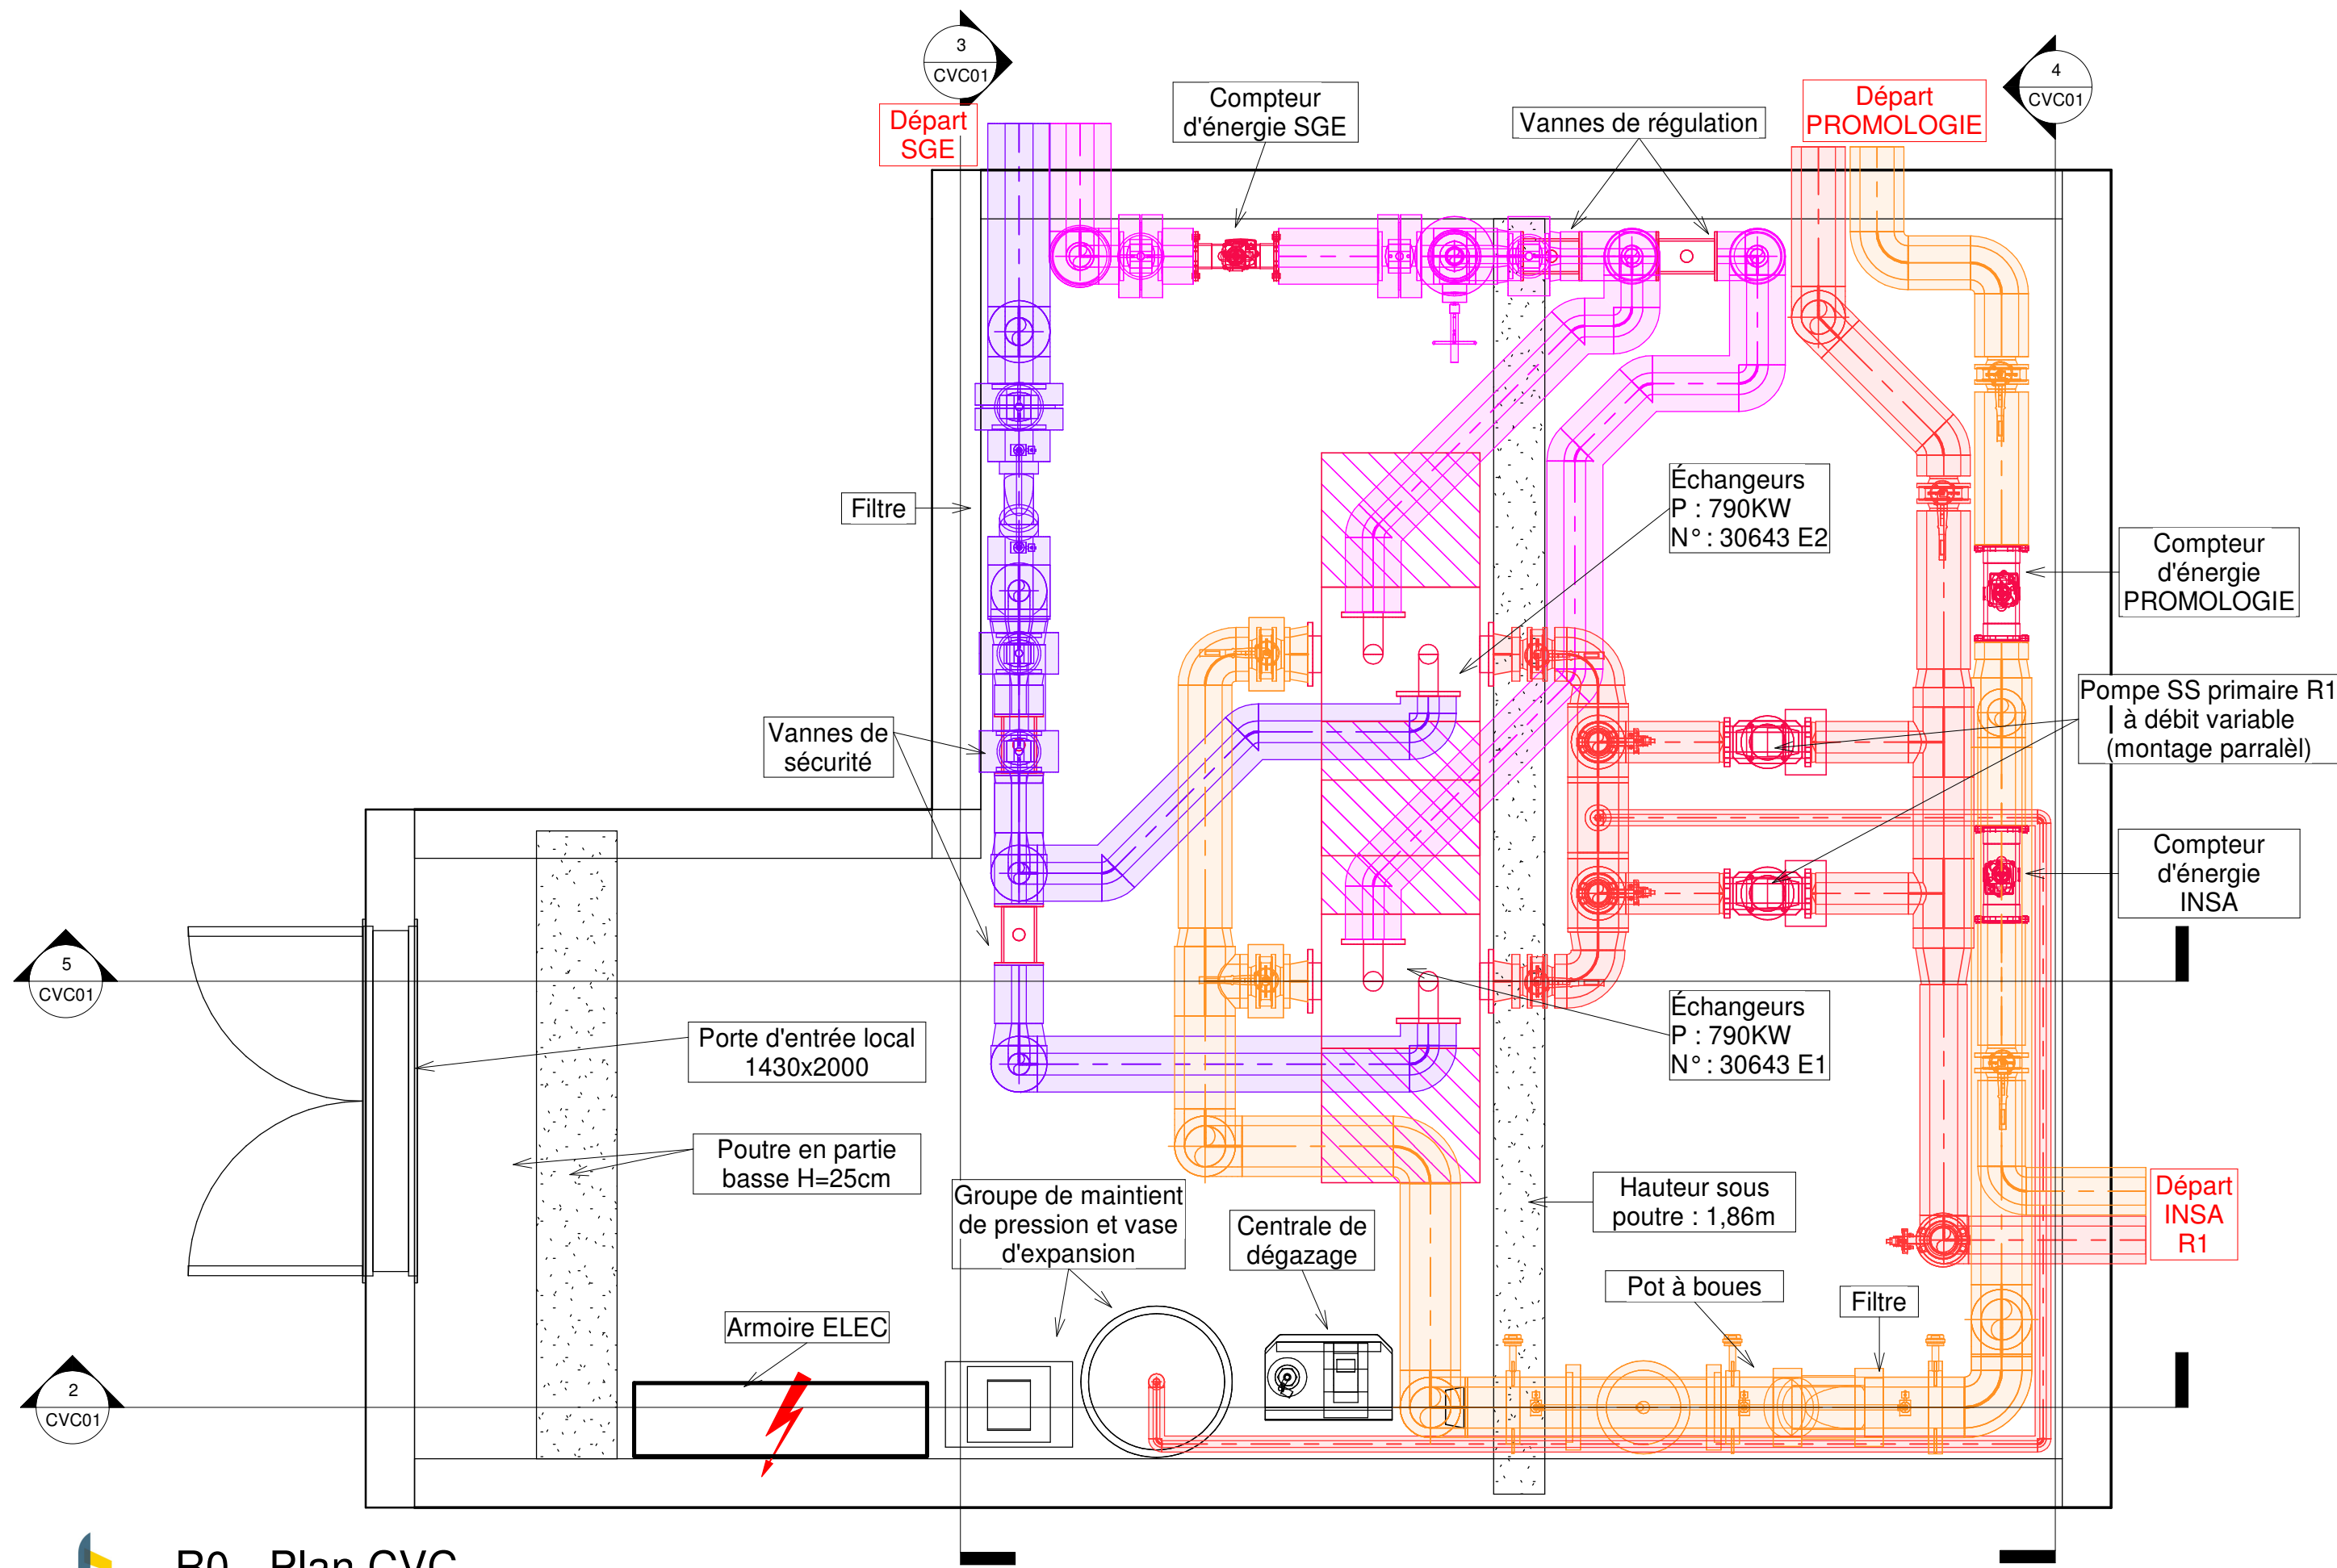 3
CVC01
4
CVC01
Départ
SGE
Compteur
d'énergie SGE
Vannes de régulation
Départ
PROMOLOGIE
Filtre
Échangeurs
P : 790KW
N° : 30643 E2
Compteur
d'énergie
PROMOLOGIE
Vannes de
sécurité
Pompe SS primaire R1
à débit variable
(montage parralèl)
Compteur
d'énergie
INSA
5
CVC01
Porte d'entrée local
1430x2000
Échangeurs
P : 790KW
N° : 30643 E1
Poutre en partie
basse H=25cm
Groupe de maintient
de pression et vase
d'expansion
Centrale de
dégazage
Hauteur sous
poutre : 1,86m
Départ
INSA
R1
Pot à boues
Filtre
Armoire ELEC
2
CVC01
R0 - Plan CVC